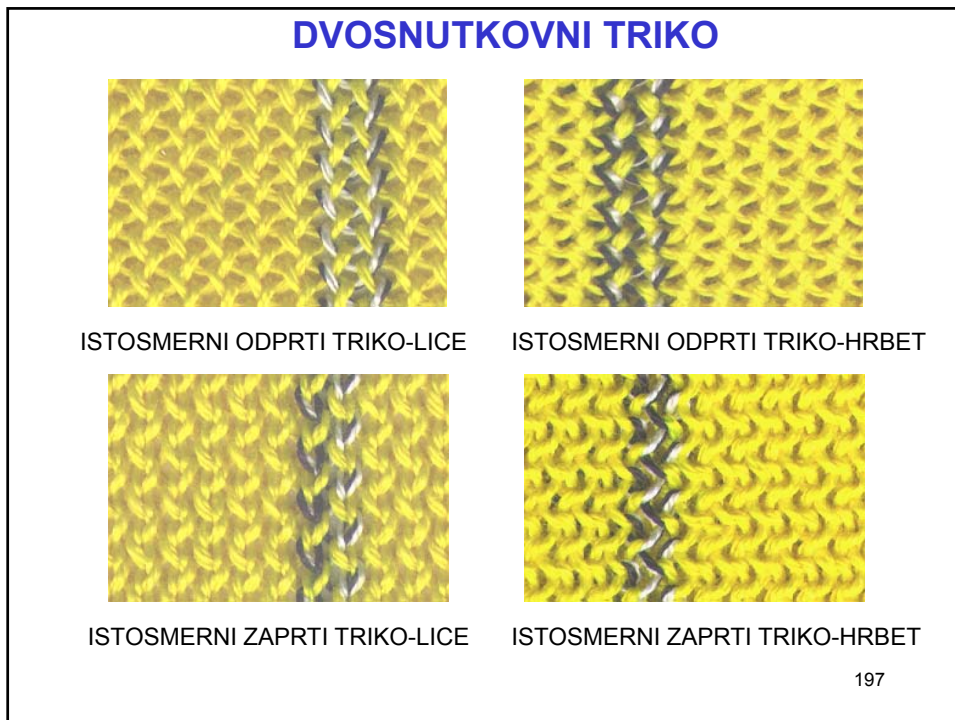 DVOSNUTKOVNI TRIKO
ISTOSMERNI ODPRTI TRIKO-LICE
ISTOSMERNI ODPRTI TRIKO-HRBET
ISTOSMERNI ZAPRTI TRIKO-LICE
ISTOSMERNI ZAPRTI TRIKO-HRBET
197